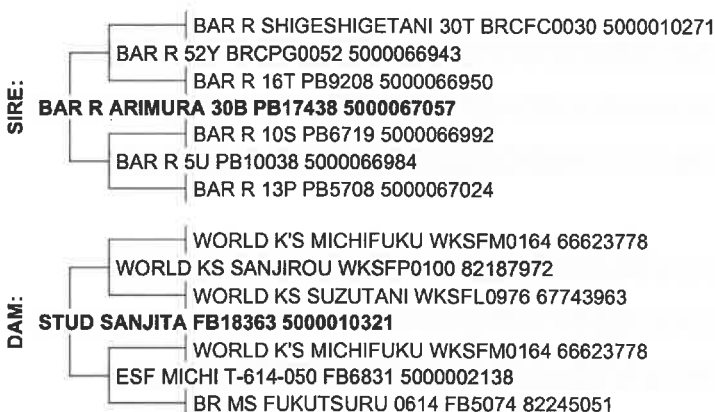 SIRE:
BAR R SHIGESHIGETANI 30T BRCFC0030 5000010271
BAR R 52Y BRCPG0052 5000066943
BAR R 16T PB9208 5000066950
BAR R ARIMURA 30B PB17438 5000067057
BAR R 10S PB6719 5000066992
BAR R 5U PB10038 5000066984
BAR R 13P PB5708 5000067024
DAM:
WORLD K'S MICHIFUKU WKSFM0164 66623778
WORLD KS SANJIROU WKSFP0100 82187972
WORLD KS SUZUTANI WKSFL0976 67743963
STUD SANJITA FB18363 5000010321
WORLD K'S MICHIFUKU WKSFM0164 66623778
ESF MICHI T-614-050 FB6831 5000002138
BR MS FUKUTSURU 0614 FB5074 82245051